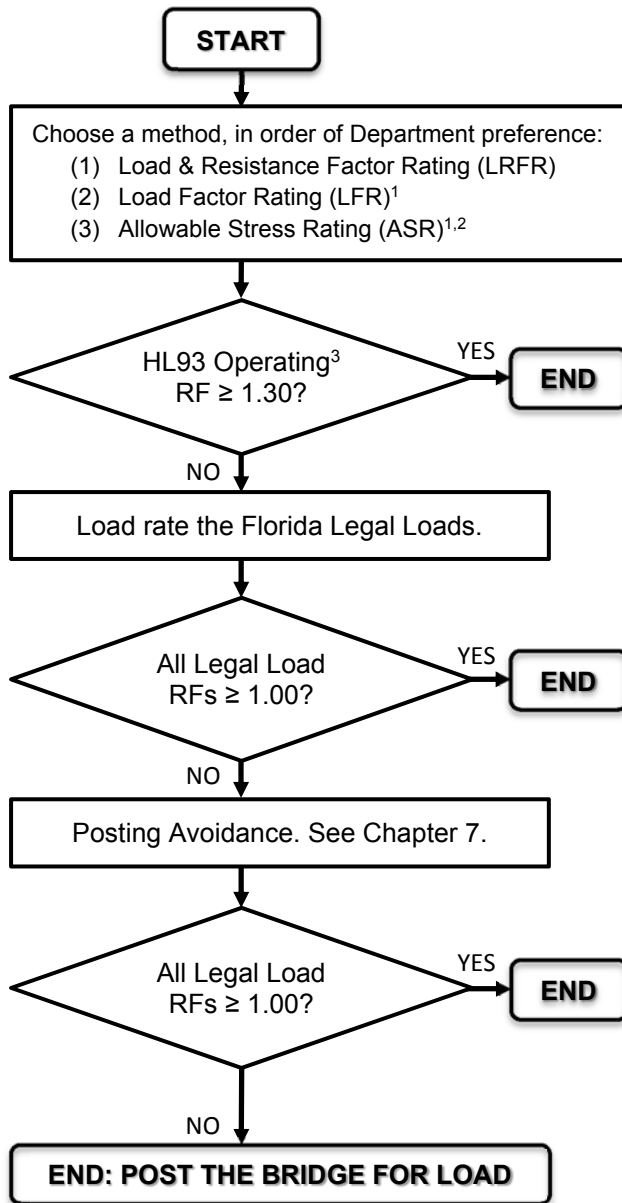 START
Choose a method, in order of Department preference:
(1) Load & Resistance Factor Rating (LRFR)
(2) Load Factor Rating (LFR)¹
(3) Allowable Stress Rating (ASR)¹,²
HL93 Operating³
RF ≥ 1.30?
YES
END
NO
Load rate the Florida Legal Loads.
All Legal Load
RFs ≥ 1.00?
YES
END
NO
Posting Avoidance. See Chapter 7.
All Legal Load
RFs ≥ 1.00?
YES
END
NO
END: POST THE BRIDGE FOR LOAD